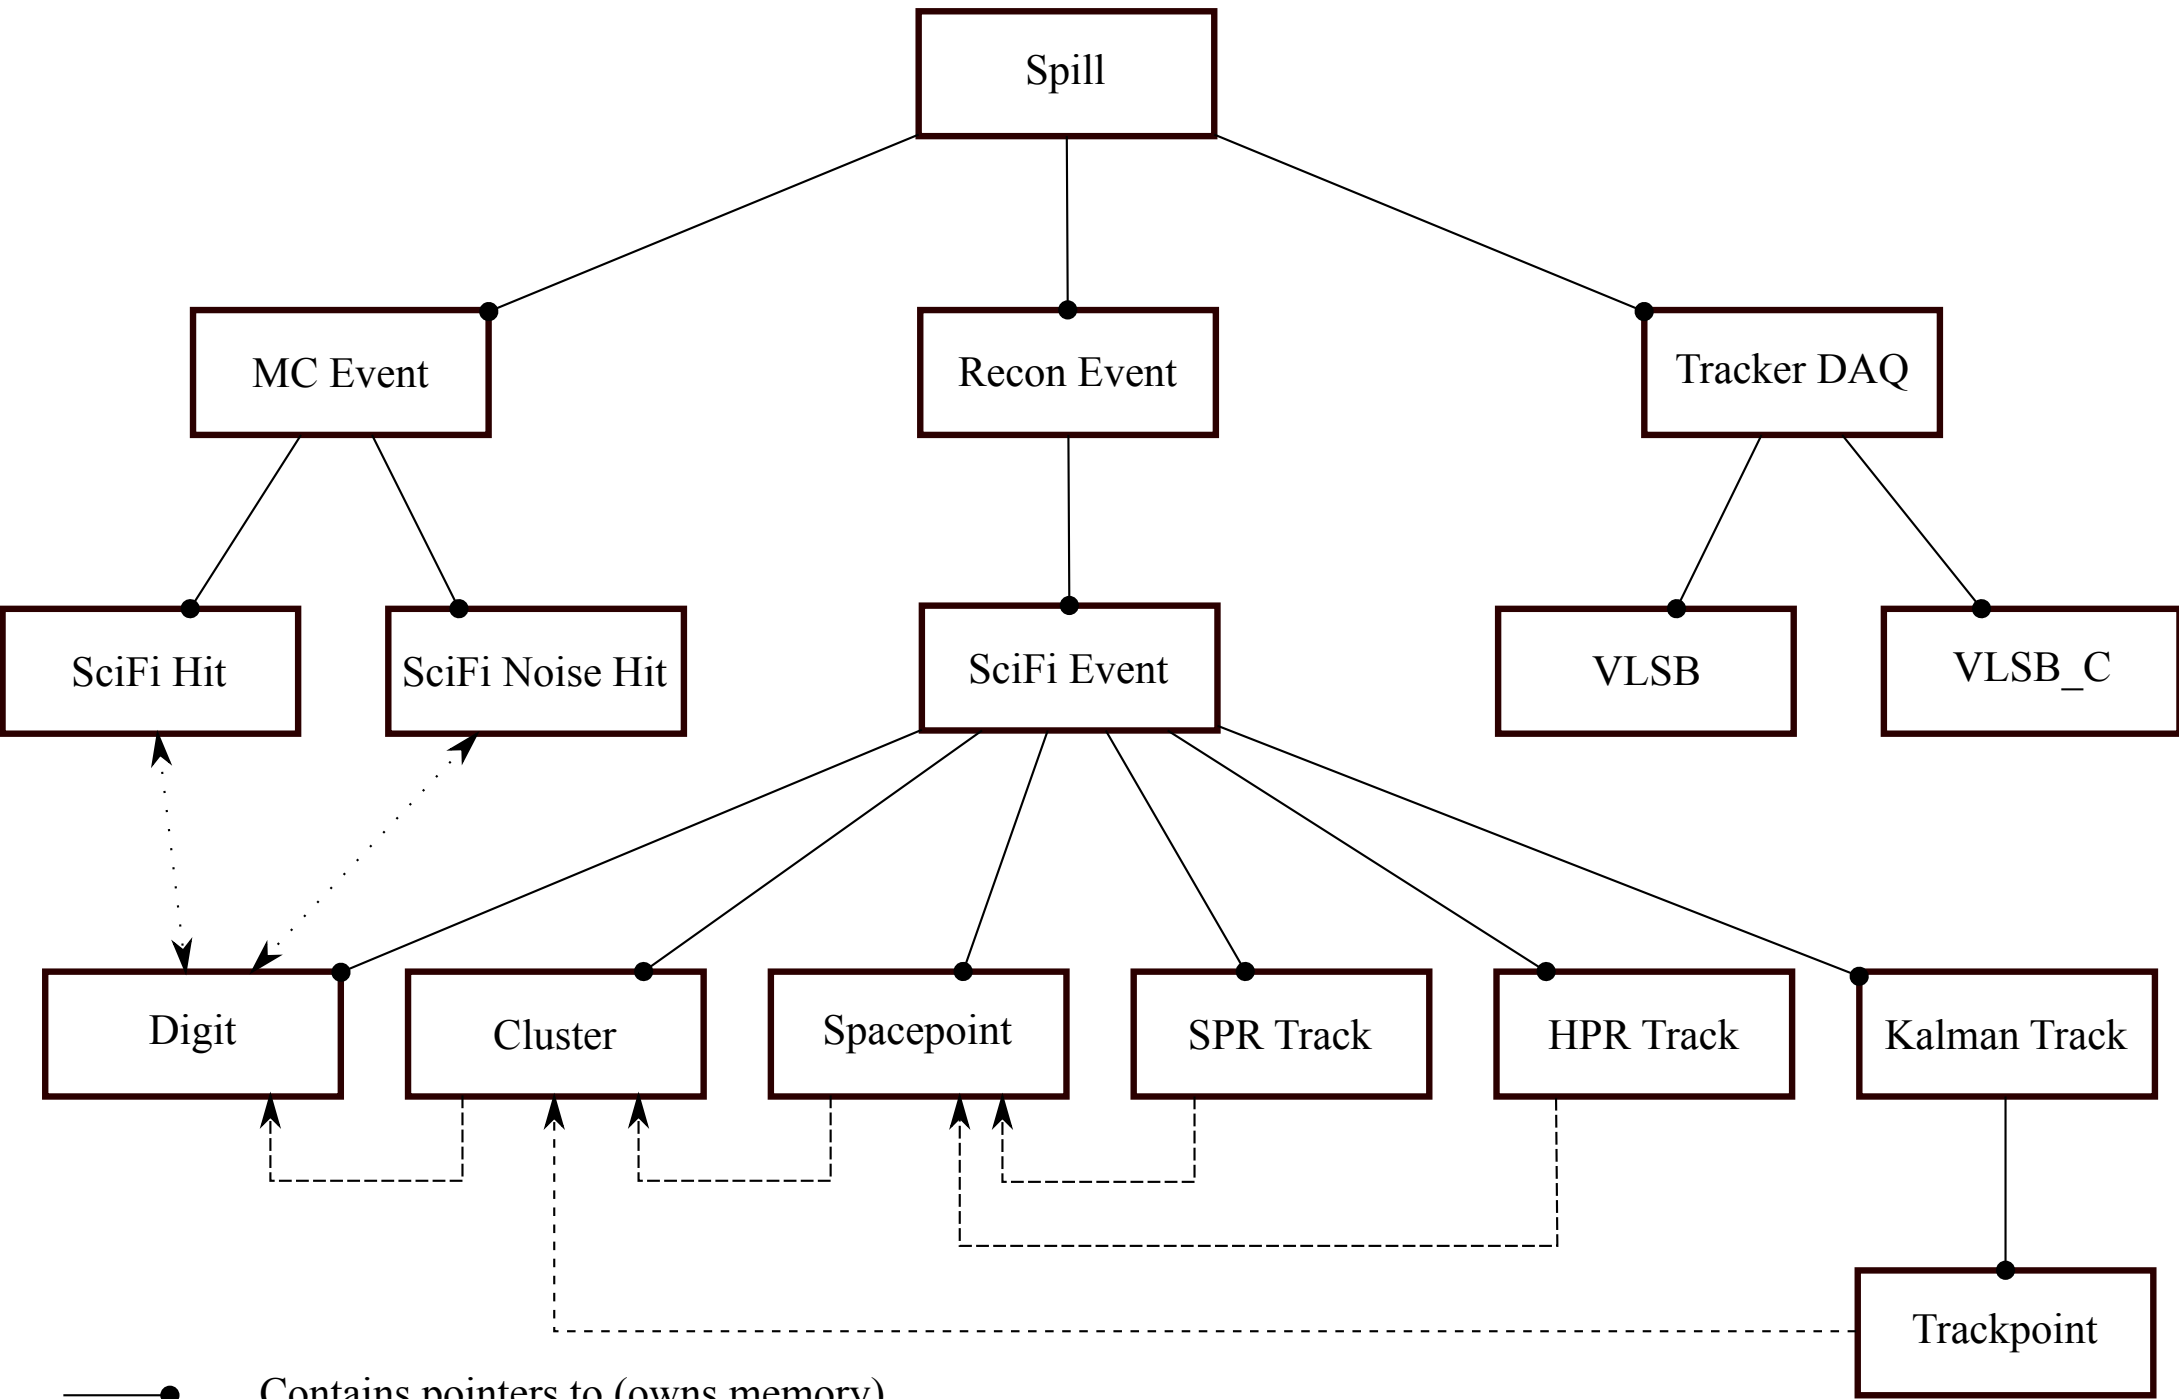 Spill
MC Event
Recon Event
Tracker DAQ
SciFi Hit
SciFi Noise Hit
SciFi Event
VLSB
VLSB_C
Digit
Cluster
Spacepoint
SPR Track
HPR Track
Kalman Track
Trackpoint
Contains pointers to (owns memory)